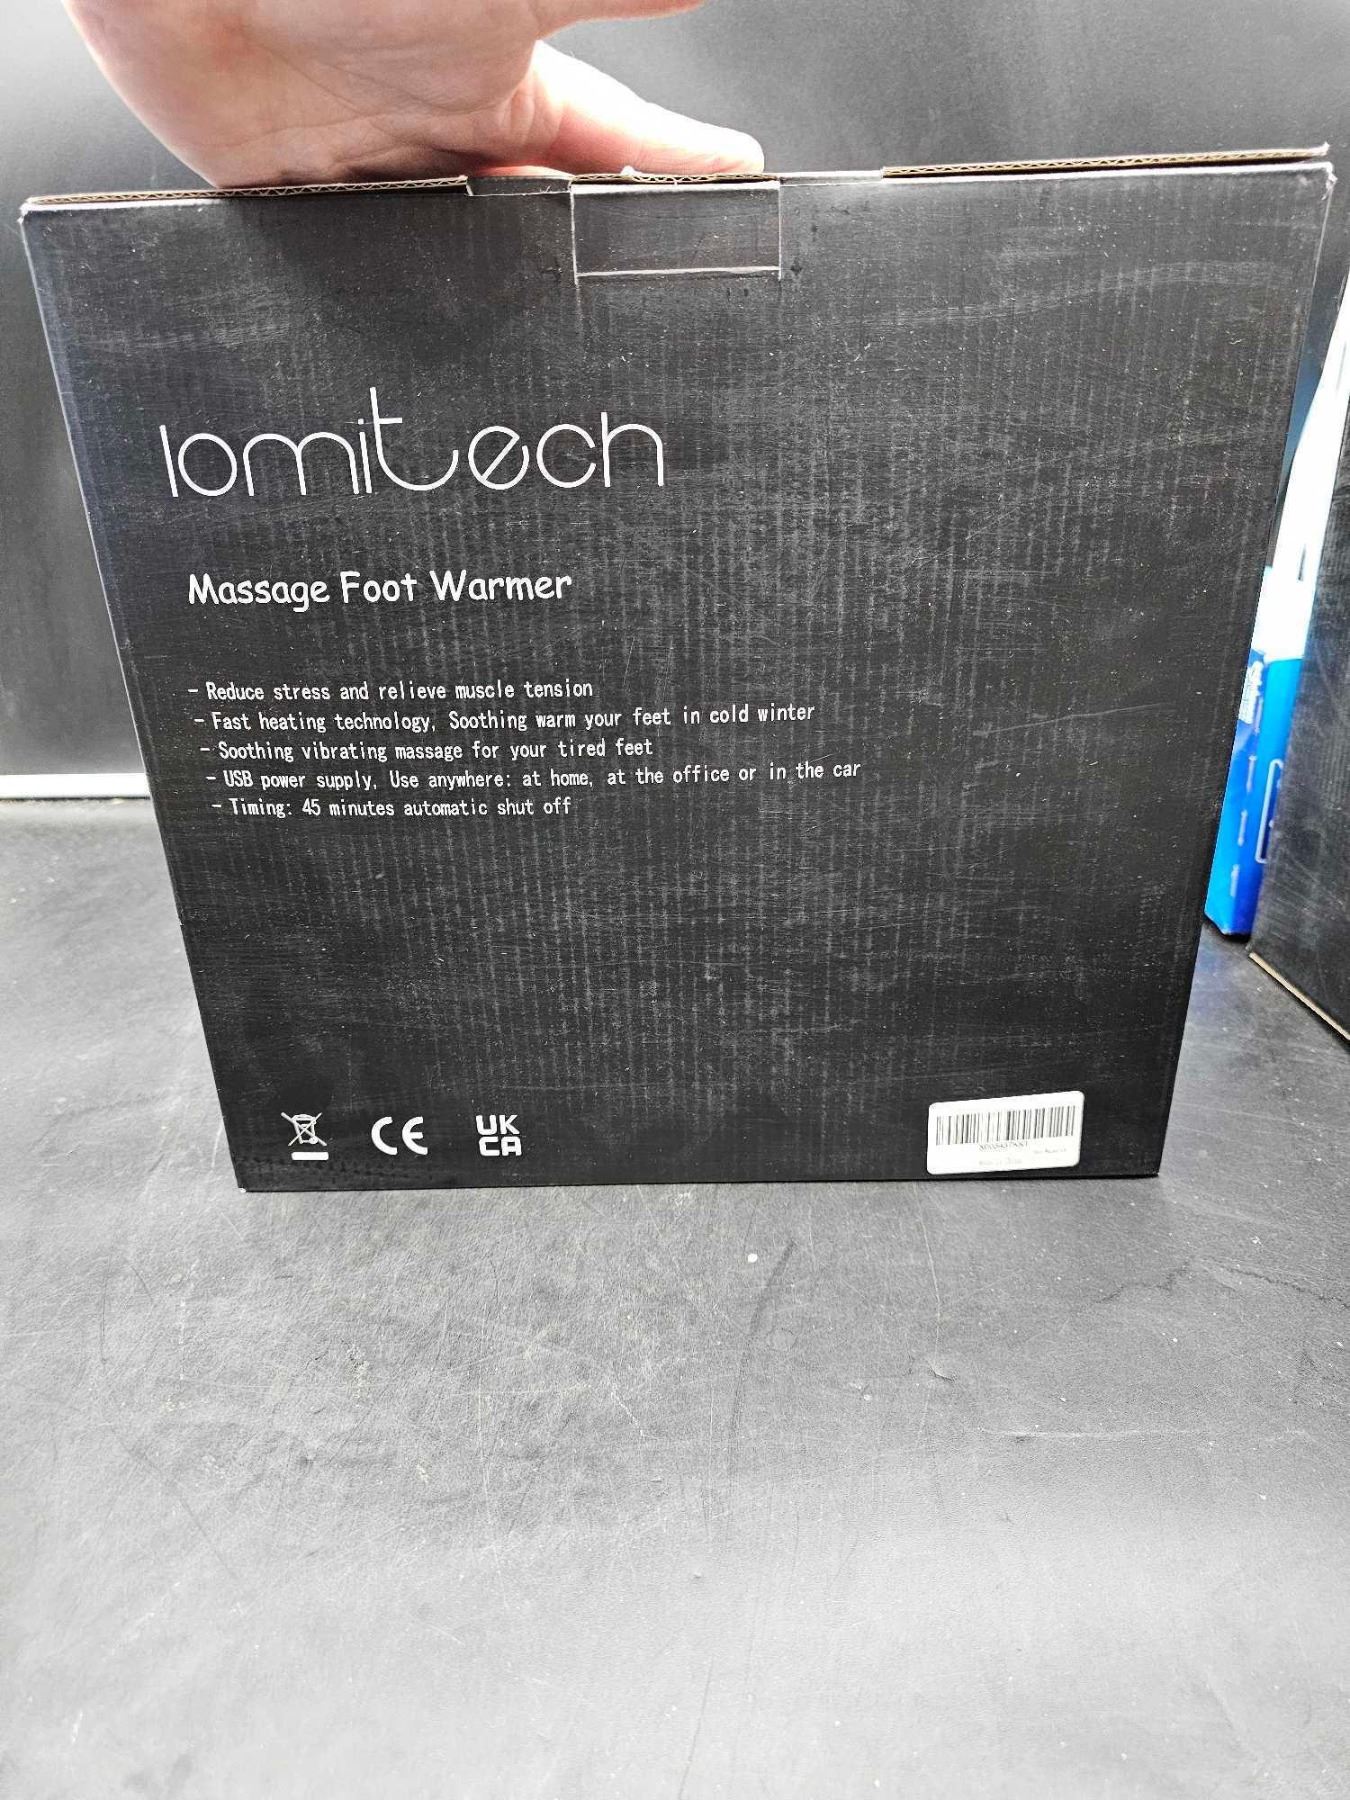 lomitech
Massage Foot Warmer
- Reduce stress and relieve muscle tension
- Fast heating technology, Soothing warm your feet in cold winter
- Soothing vibrating massage for your tired feet
- USB power supply, Use anywhere: at home, at the office or in the car
- Timing: 45 minutes automatic shut off
CE
UK
CA